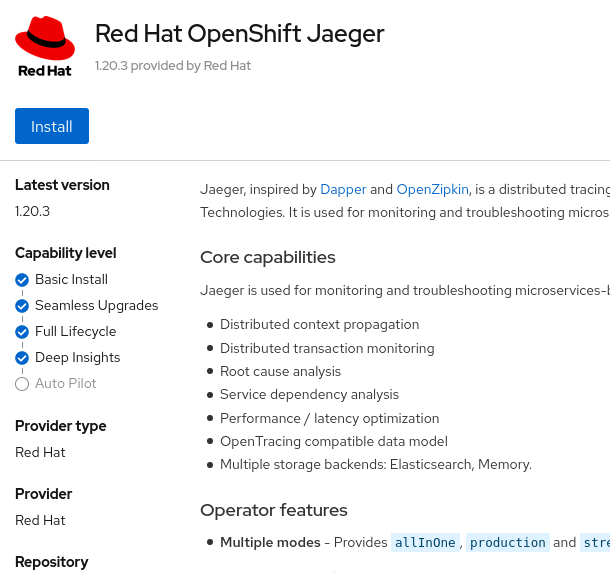 Red Hat OpenShift Jaeger
1.20.3 provided by Red Hat
Red Hat
Install
Latest version
1.20.3
Capability level
Basic Install
Seamless Upgrades
Full Lifecycle
Deep Insights
Auto Pilot
Provider type
Red Hat
Provider
Red Hat
Repository
Jaeger, inspired by Dapper and OpenZipkin, is a distributed tracing
Technologies. It is used for monitoring and troubleshooting micros
Core capabilities
Jaeger is used for monitoring and troubleshooting microservices-b
Distributed context propagation
Distributed transaction monitoring
Root cause analysis
Service dependency analysis
Performance / latency optimization
OpenTracing compatible data model
Multiple storage backends: Elasticsearch, Memory.
Operator features
Multiple modes - Provides allInOne, production and stre